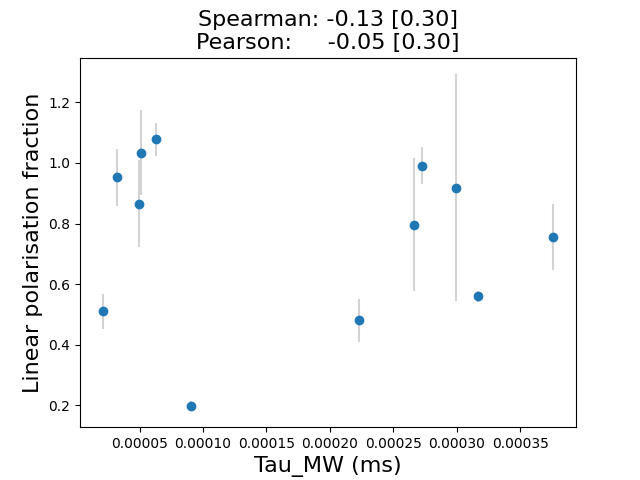 Spearman: -0.13 [0.30]
Pearson: -0.05 [0.30]
Linear polarisation fraction
1.2
1.0
0.8
0.6
0.4
0.2
0.00005 0.00010 0.00015 0.00020 0.00025 0.00030 0.00035
Tau_MW (ms)